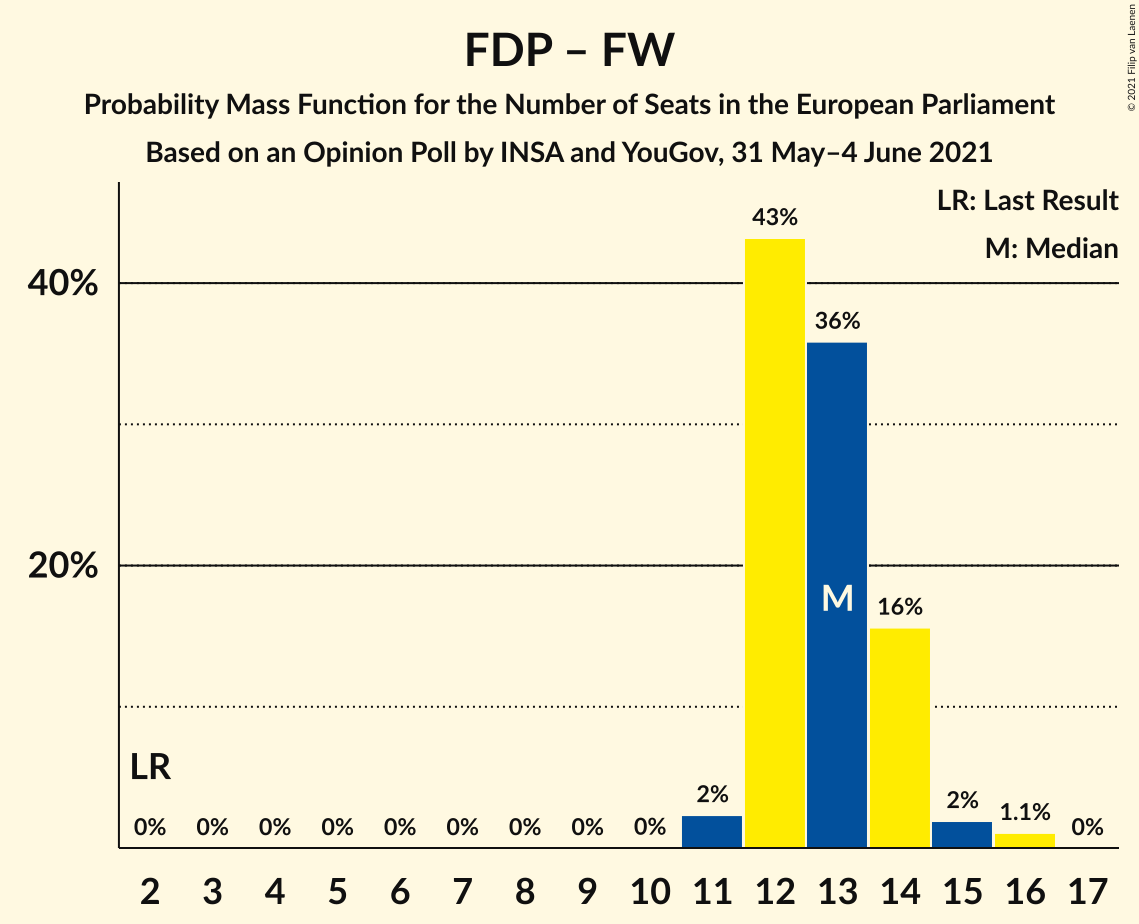 FDP – FW
Probability Mass Function for the Number of Seats in the European Parliament
Based on an Opinion Poll by INSA and YouGov, 31 May–4 June 2021
© 2021 Filip van Laenen
LR: Last Result
M: Median
43%
40%
36%
20%
M
16%
LR
0% 0% 0% 0% 0% 0% 0% 0% 0% 2% 2% 1.1% 0%
2 3 4 5 6 7 8 9 10 11 12 13 14 15 16 17